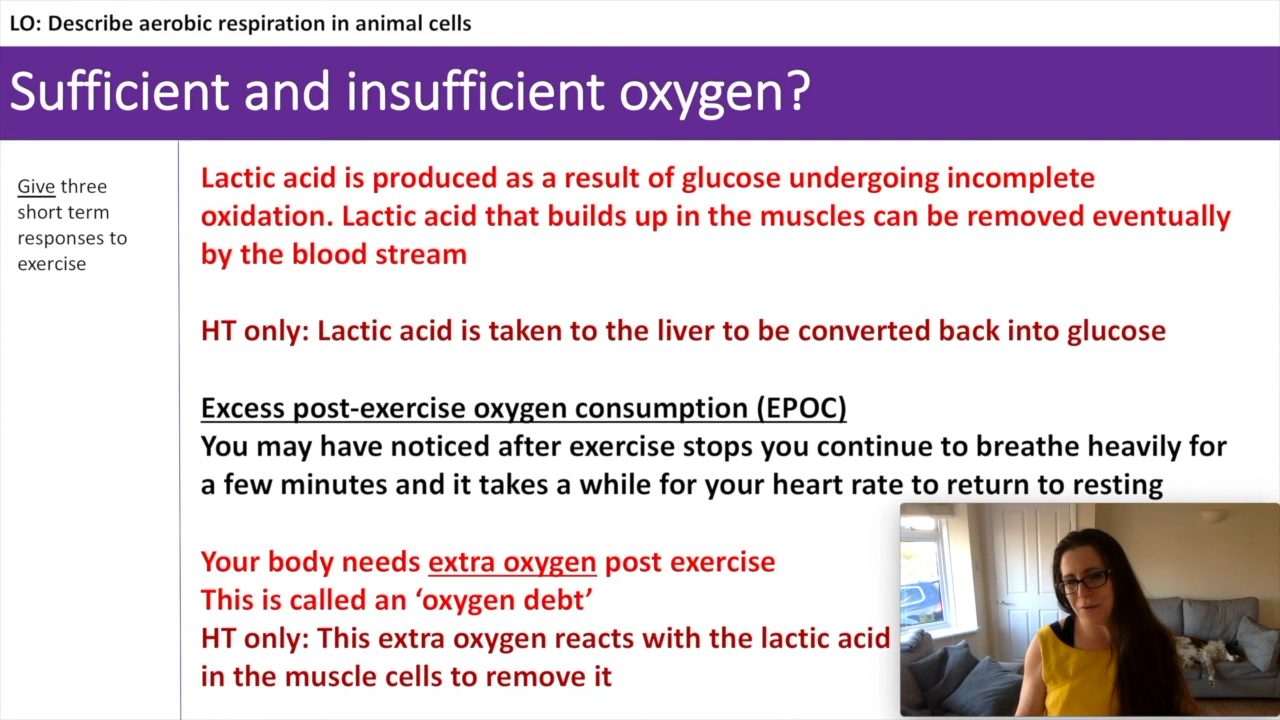 LO: Describe aerobic respiration in animal cells
Sufficient and insufficient oxygen?
Give three
short term
responses to
exercise
Lactic acid is produced as a result of glucose undergoing incomplete
oxidation. Lactic acid that builds up in the muscles can be removed eventually
by the blood stream
HT only: Lactic acid is taken to the liver to be converted back into glucose
Excess post-exercise oxygen consumption (EPOC)
You may have noticed after exercise stops you continue to breathe heavily for
a few minutes and it takes a while for your heart rate to return to resting
Your body needs extra oxygen post exercise
This is called an ‘oxygen debt’
HT only: This extra oxygen reacts with the lactic acid
in the muscle cells to remove it